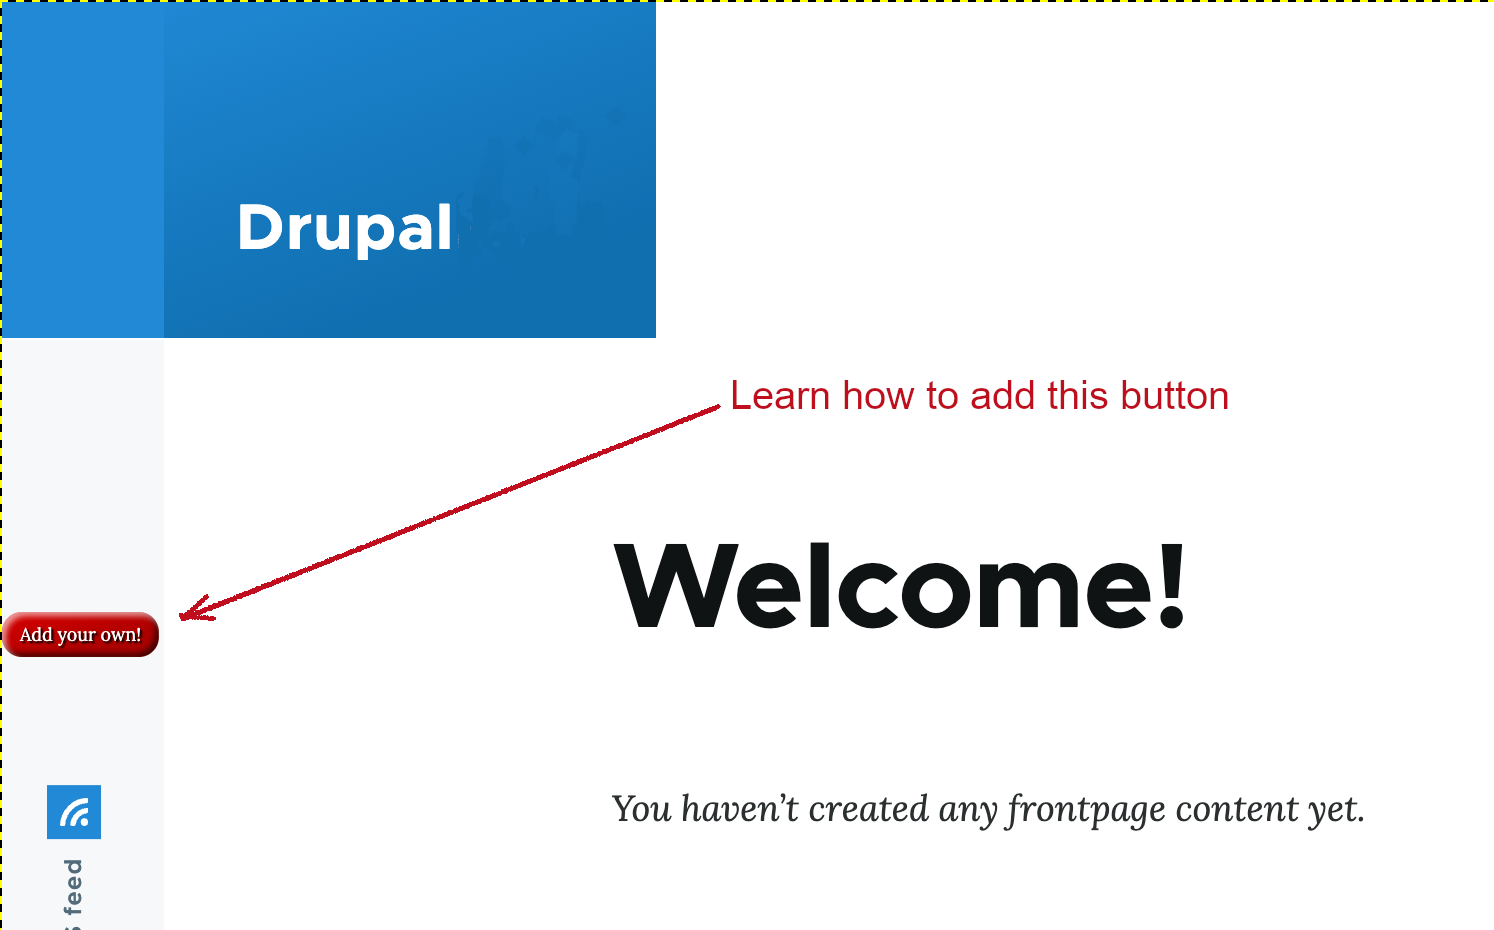 Drupal
Learn how to add this button
Welcome!
Add your own!
You haven’t created any frontpage content yet.
feed